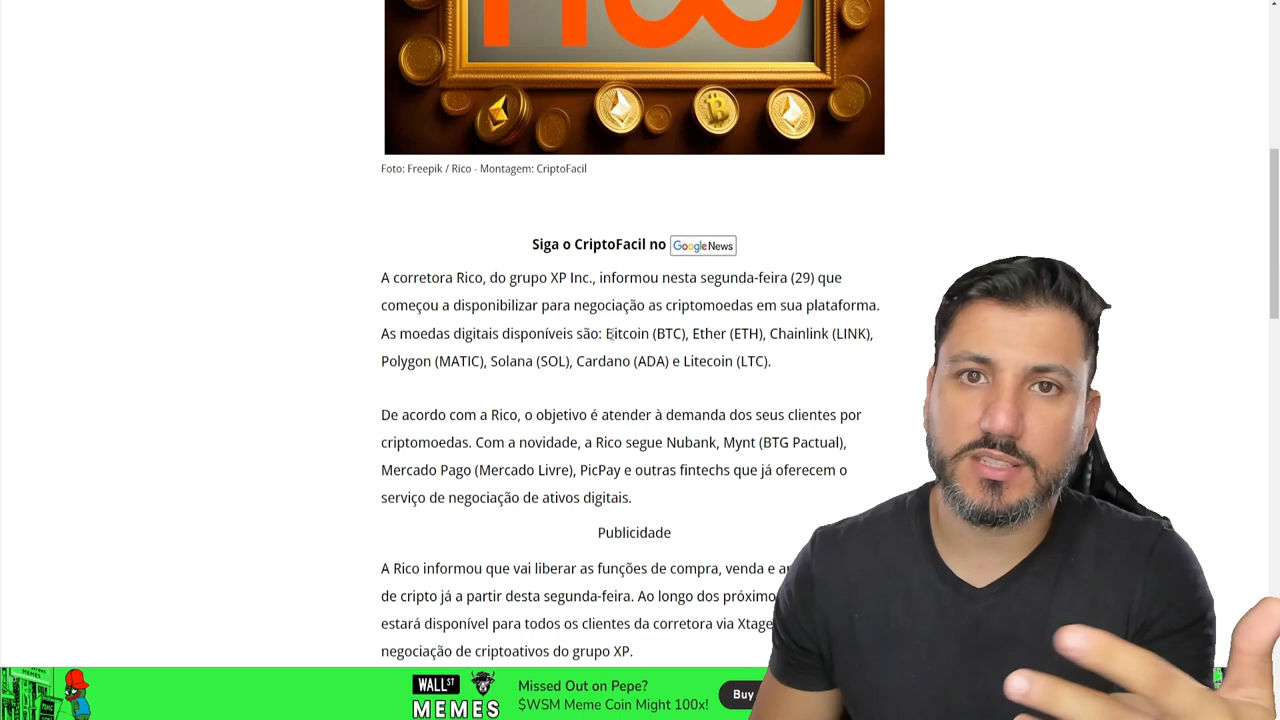 rico
Foto: Freepik / Rico - Montagem: CriptoFacil
Siga o CriptoFacil no Google News
A corretora Rico, do grupo XP Inc., informou nesta segunda-feira (29) que
começou a disponibilizar para negociação as criptomoedas em sua plataforma.
As moedas digitais disponíveis são: Bitcoin (BTC), Ether (ETH), Chainlink (LINK),
Polygon (MATIC), Solana (SOL), Cardano (ADA) e Litecoin (LTC).
De acordo com a Rico, o objetivo é atender à demanda dos seus clientes por
criptomoedas. Com a novidade, a Rico segue Nubank, Mynt (BTG Pactual),
Mercado Pago (Mercado Livre), PicPay e outras fintechs que já oferecem o
serviço de negociação de ativos digitais.
Publicidade
A Rico informou que vai liberar as funções de compra, venda e
de cripto já a partir desta segunda-feira. Ao longo dos próximo
estará disponível para todos os clientes da corretora via Xtage
negociação de criptoativos do grupo XP.
WALL ST
MEMES
Missed Out on Pepe?
$WSM Meme Coin Might 100x!
Buy